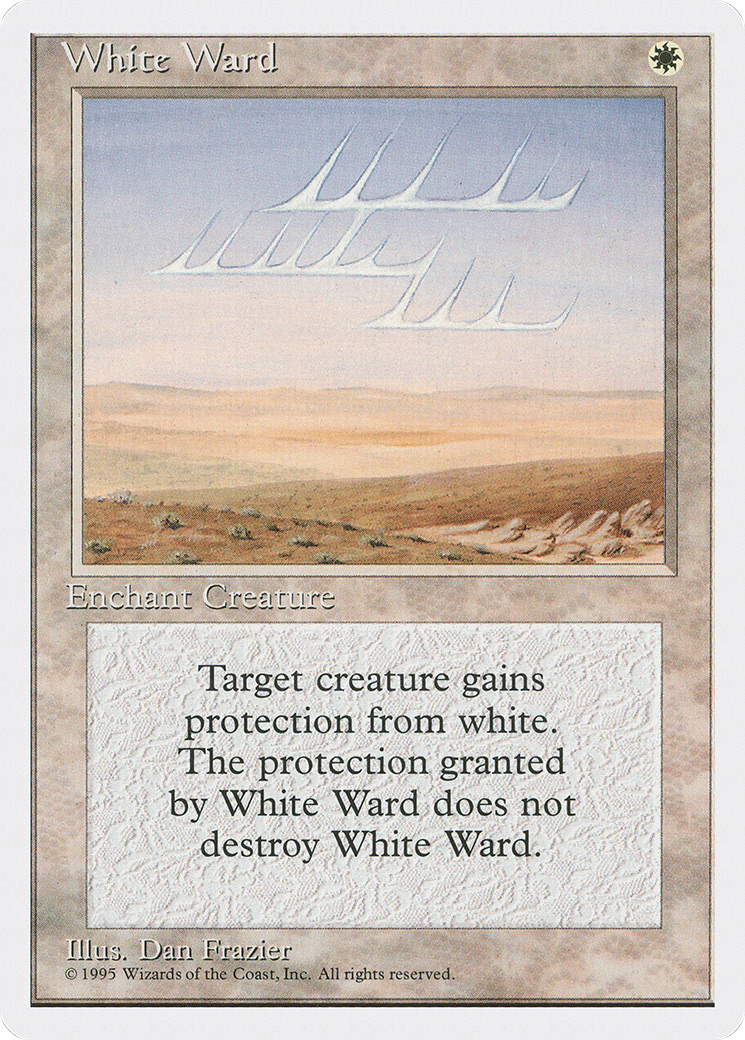 White Ward
Enchant Creature
Target creature gains
protection from white.
The protection granted
by White Ward does not
destroy White Ward.
Illus. Dan Frazier
© 1995 Wizards of the Coast, Inc. All rights reserved.